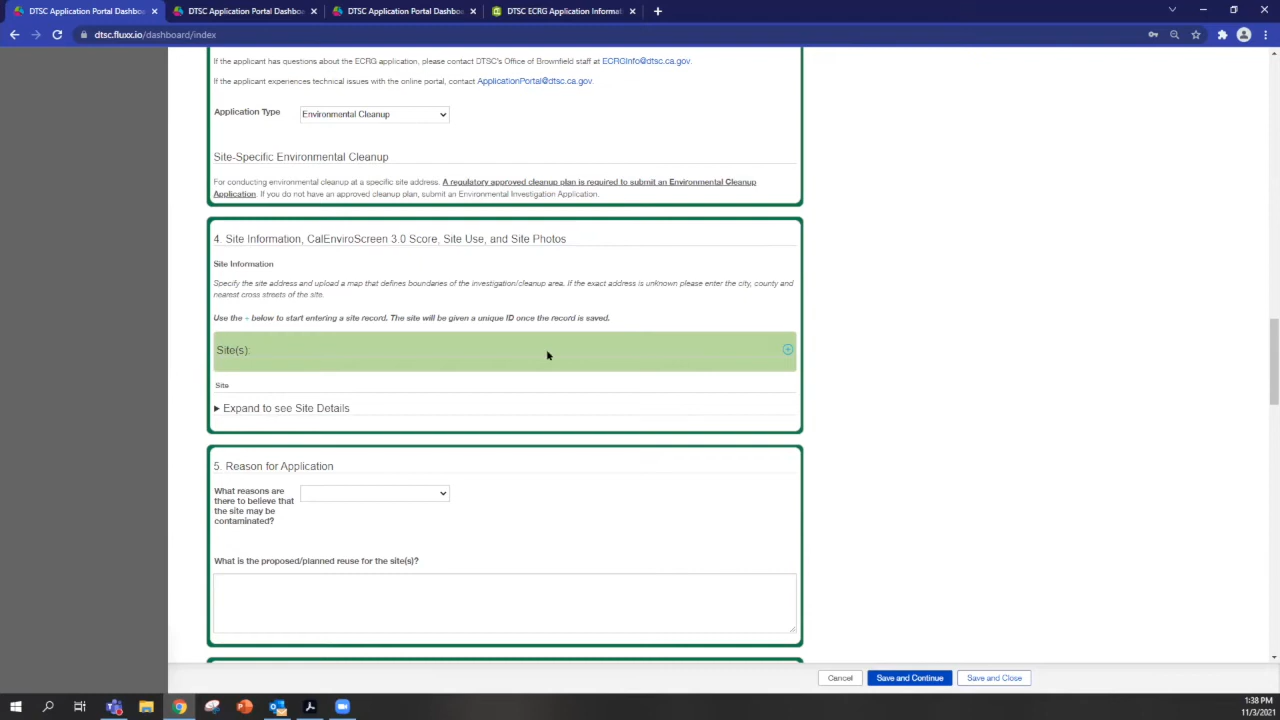 DTSC Application Portal Dashbo
DTSC Application Portal Dashbo
DTSC Application Portal Dashbo
DTSC ECRG Application Informat
dtsc.fluxx.io/dashboard/index
If the applicant has questions about the ECRG application, please contact DTSC's Office of Brownfield staff at ECRGInfo@dtsc.ca.gov.
If the applicant experiences technical issues with the online portal, contact ApplicationPortal@dtsc.ca.gov.
Application Type
Environmental Cleanup
Site-Specific Environmental Cleanup
For conducting environmental cleanup at a specific site address. A regulatory approved cleanup plan is required to submit an Environmental Cleanup
Application. If you do not have an approved cleanup plan, submit an Environmental Investigation Application.
4. Site Information, CalEnviroScreen 3.0 Score, Site Use, and Site Photos
Site Information
Specify the site address and upload a map that defines boundaries of the investigation/cleanup area. If the exact address is unknown please enter the city, county and
nearest cross streets of the site.
Use the + below to start entering a site record. The site will be given a unique ID once the record is saved.
Site(s):
Site
Expand to see Site Details
5. Reason for Application
What reasons are
there to believe that
the site may be
contaminated?
What is the proposed/planned reuse for the site(s)?
Cancel
Save and Continue
Save and Close
1:38 PM
11/3/2021